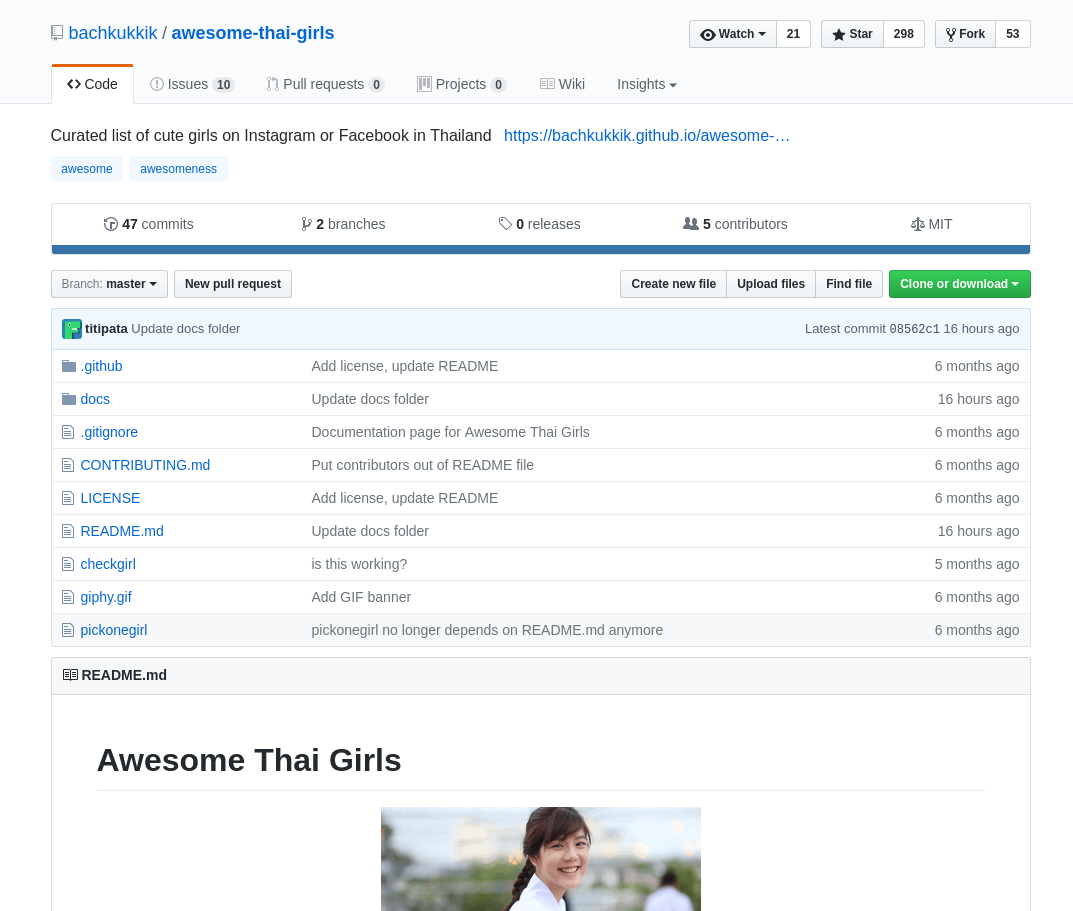 bachkukkik / awesome-thai-girls
Watch 21 Star 298 Fork 53
Code Issues 10 Pull requests 0 Projects 0 Wiki Insights
Curated list of cute girls on Instagram or Facebook in Thailand https://bachkukkik.github.io/awesome-…
awesome awesomeness
47 commits 2 branches 0 releases 5 contributors MIT
Branch: master New pull request Create new file Upload files Find file Clone or download
titipata Update docs folder Latest commit 08562c1 16 hours ago
.github Add license, update README 6 months ago
docs Update docs folder 16 hours ago
.gitignore Documentation page for Awesome Thai Girls 6 months ago
CONTRIBUTING.md Put contributors out of README file 6 months ago
LICENSE Add license, update README 6 months ago
README.md Update docs folder 16 hours ago
checkgirl is this working? 5 months ago
giphy.gif Add GIF banner 6 months ago
pickonegirl pickonegirl no longer depends on README.md anymore 6 months ago
README.md
Awesome Thai Girls